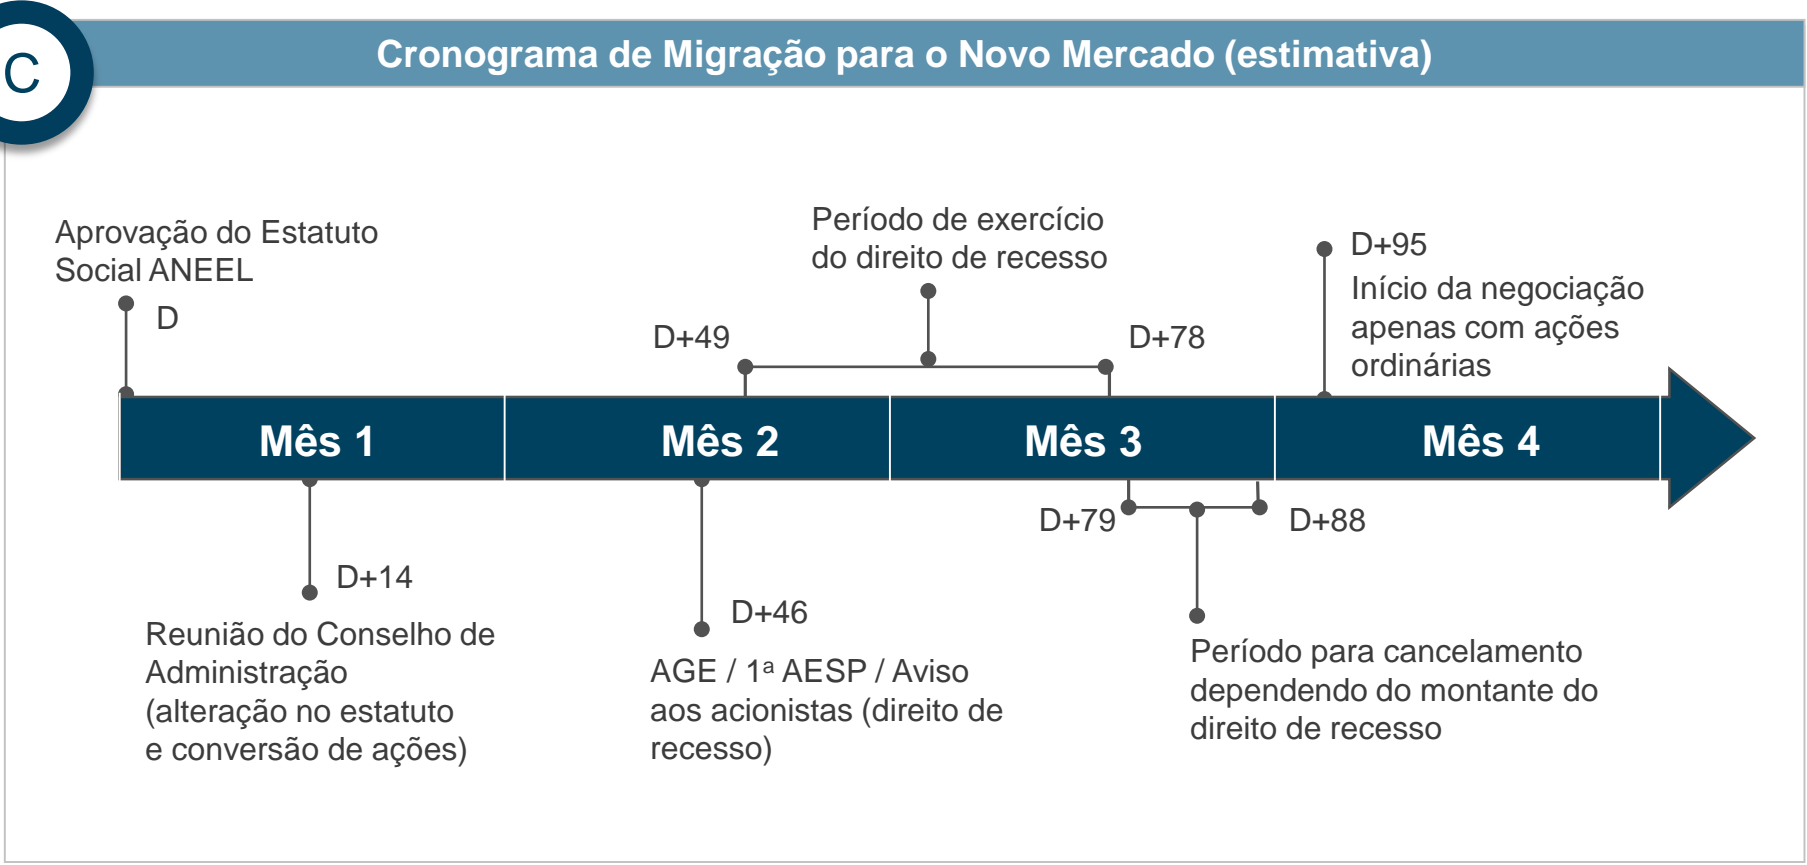 C
Cronograma de Migração para o Novo Mercado (estimativa)
Aprovação do Estatuto
Social ANEEL
D
Período de exercício
do direito de recesso
D+49
D+78
D+95
Início da negociação
apenas com ações
ordinárias
Mês 1
Mês 2
Mês 3
Mês 4
D+14
Reunião do Conselho de
Administração
(alteração no estatuto
e conversão de ações)
D+46
AGE / 1ª AESP / Aviso
aos acionistas (direito de
recesso)
D+79
D+88
Período para cancelamento
dependendo do montante do
direito de recesso